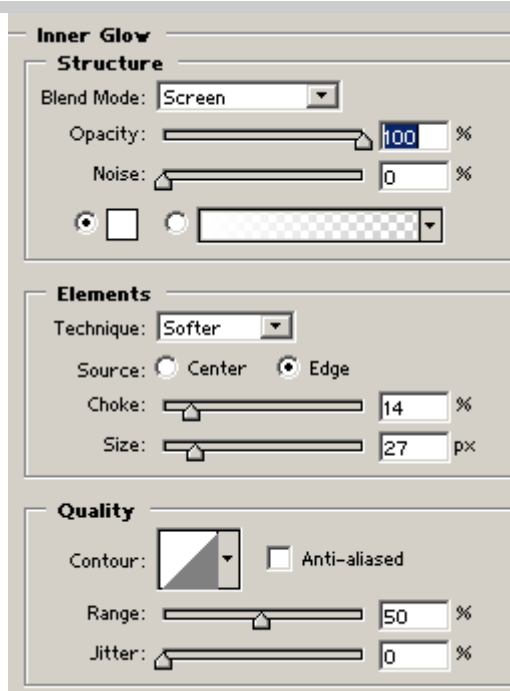 Inner Glow
Structure
Blend Mode: Screen
Opacity: 100 %
Noise: 0 %
Elements
Technique: Softer
Source: Center Edge
Choke: 14 %
Size: 27 px
Quality
Contour: Anti-aliased
Range: 50 %
Jitter: 0 %